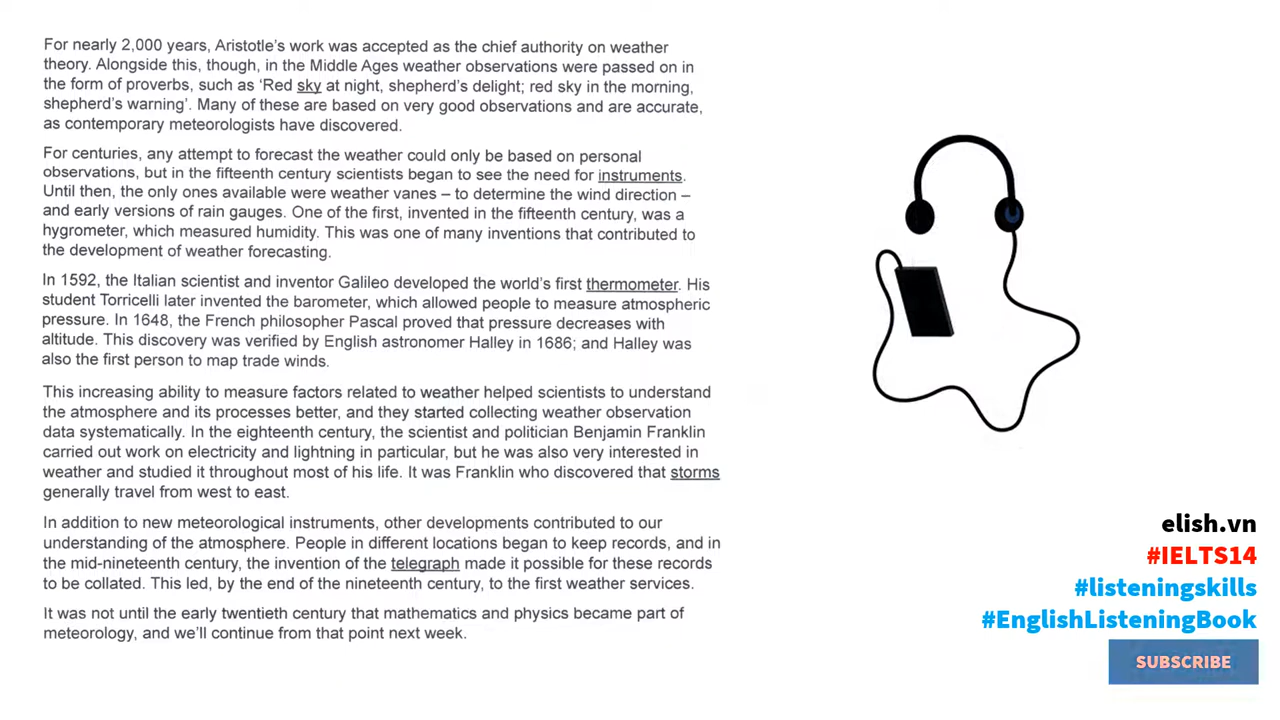 For nearly 2,000 years, Aristotle's work was accepted as the chief authority on weather
theory. Alongside this, though, in the Middle Ages weather observations were passed on in
the form of proverbs, such as 'Red sky at night, shepherd's delight; red sky in the morning,
shepherd's warning'. Many of these are based on very good observations and are accurate,
as contemporary meteorologists have discovered.
For centuries, any attempt to forecast the weather could only be based on personal
observations, but in the fifteenth century scientists began to see the need for instruments.
Until then, the only ones available were weather vanes – to determine the wind direction –
and early versions of rain gauges. One of the first, invented in the fifteenth century, was a
hygrometer, which measured humidity. This was one of many inventions that contributed to
the development of weather forecasting.
In 1592, the Italian scientist and inventor Galileo developed the world's first thermometer. His
student Torricelli later invented the barometer, which allowed people to measure atmospheric
pressure. In 1648, the French philosopher Pascal proved that pressure decreases with
altitude. This discovery was verified by English astronomer Halley in 1686; and Halley was
also the first person to map trade winds.
This increasing ability to measure factors related to weather helped scientists to understand
the atmosphere and its processes better, and they started collecting weather observation
data systematically. In the eighteenth century, the scientist and politician Benjamin Franklin
carried out work on electricity and lightning in particular, but he was also very interested in
weather and studied it throughout most of his life. It was Franklin who discovered that storms
generally travel from west to east.
In addition to new meteorological instruments, other developments contributed to our
understanding of the atmosphere. People in different locations began to keep records, and in
the mid-nineteenth century, the invention of the telegraph made it possible for these records
to be collated. This led, by the end of the nineteenth century, to the first weather services.
It was not until the early twentieth century that mathematics and physics became part of
meteorology, and we'll continue from that point next week.
elish.vn
#IELTS14
#listeningskills
#EnglishListeningBook
SUBSCRIBE